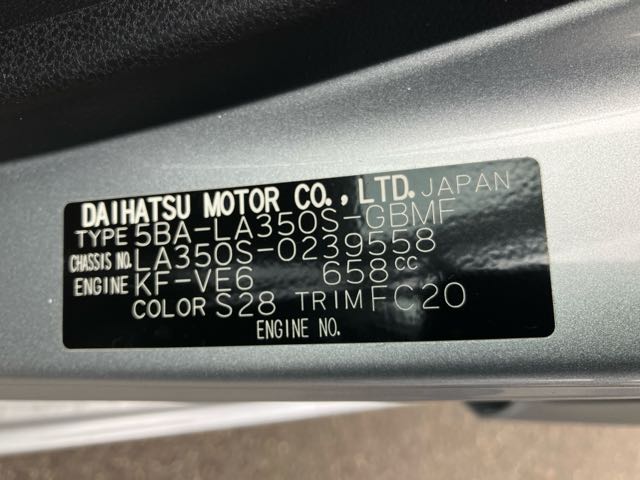 DAIHATSU MOTOR CO., LTD. JAPAN
TYPE 5BA-LA350S-GBMF
CHASSIS NO. LA350S-0239558
ENGINE KF-VE6 658cc
COLOR S28 TRIM FC20
ENGINE NO.